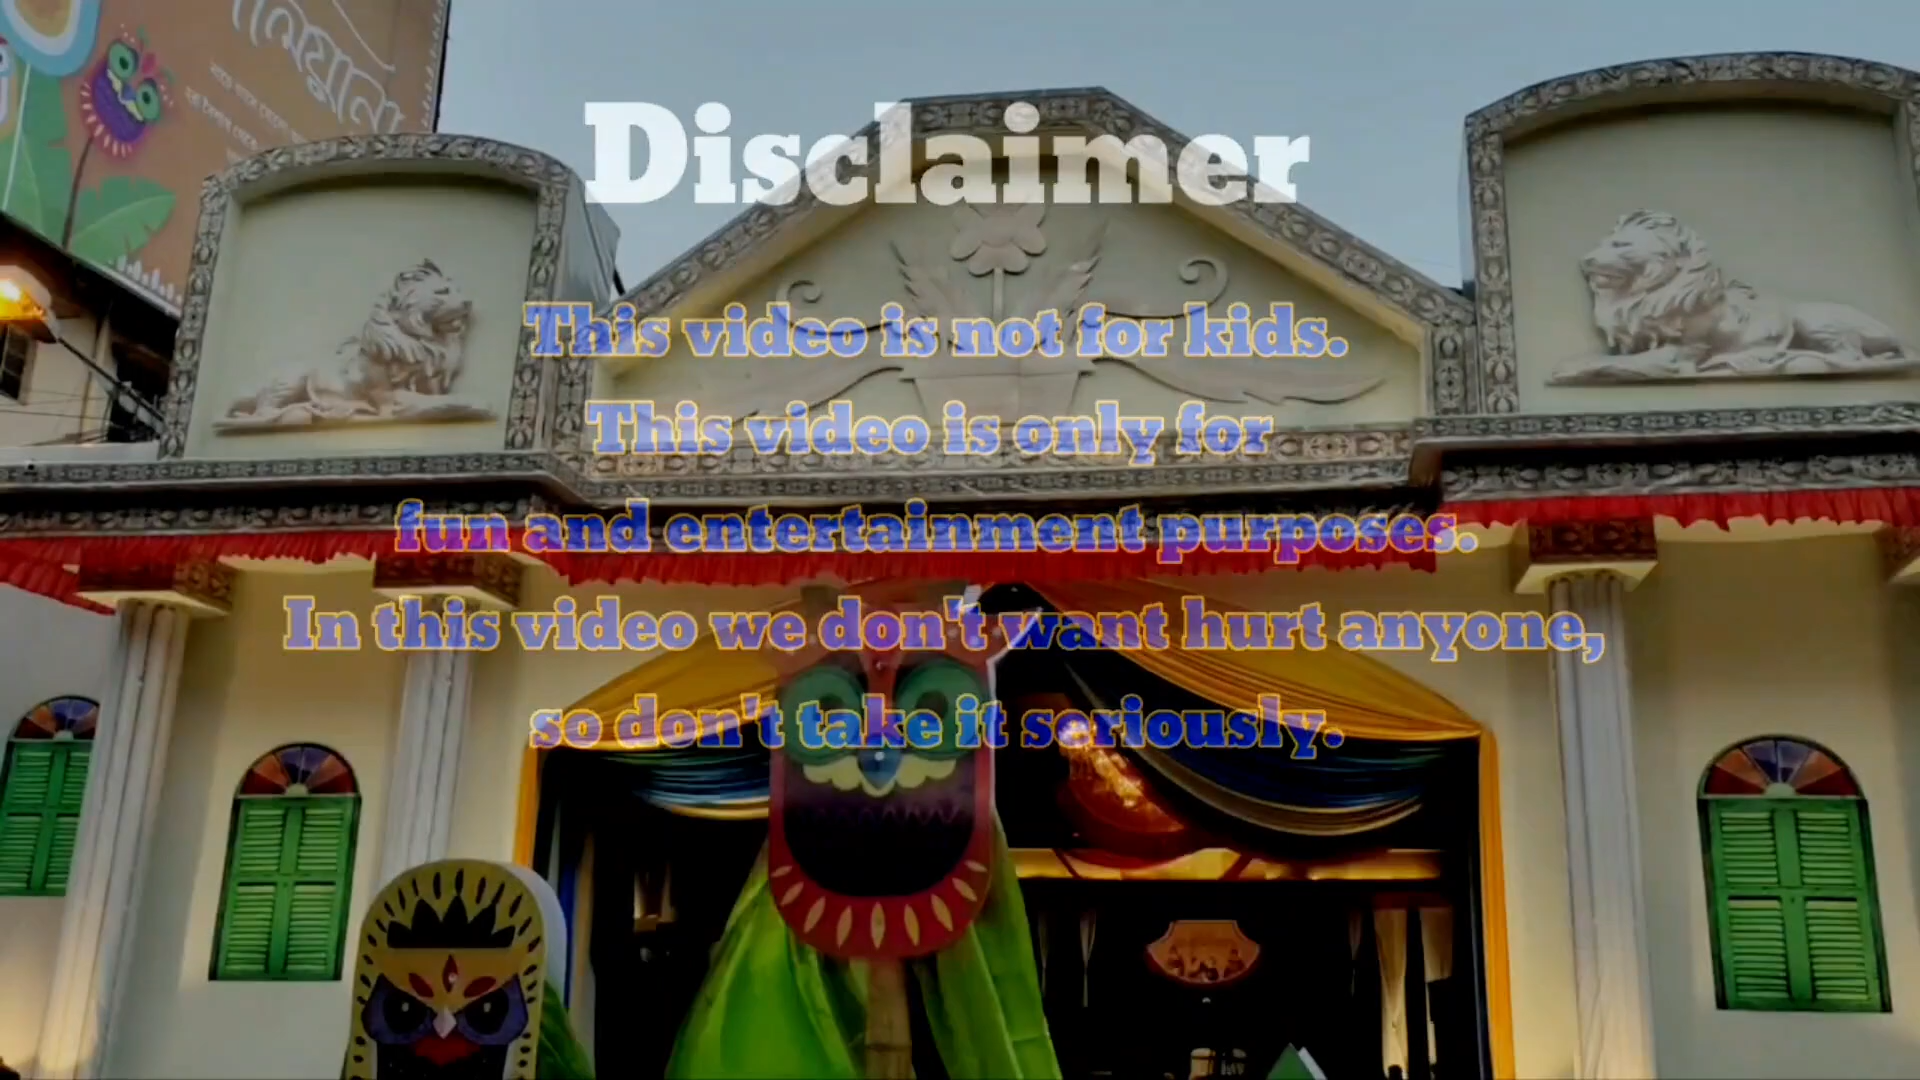 Disclaimer
This video is not for kids.
This video is only for
fun and entertainment purposes.
In this video we don't want hurt anyone,
so don't take it seriously.